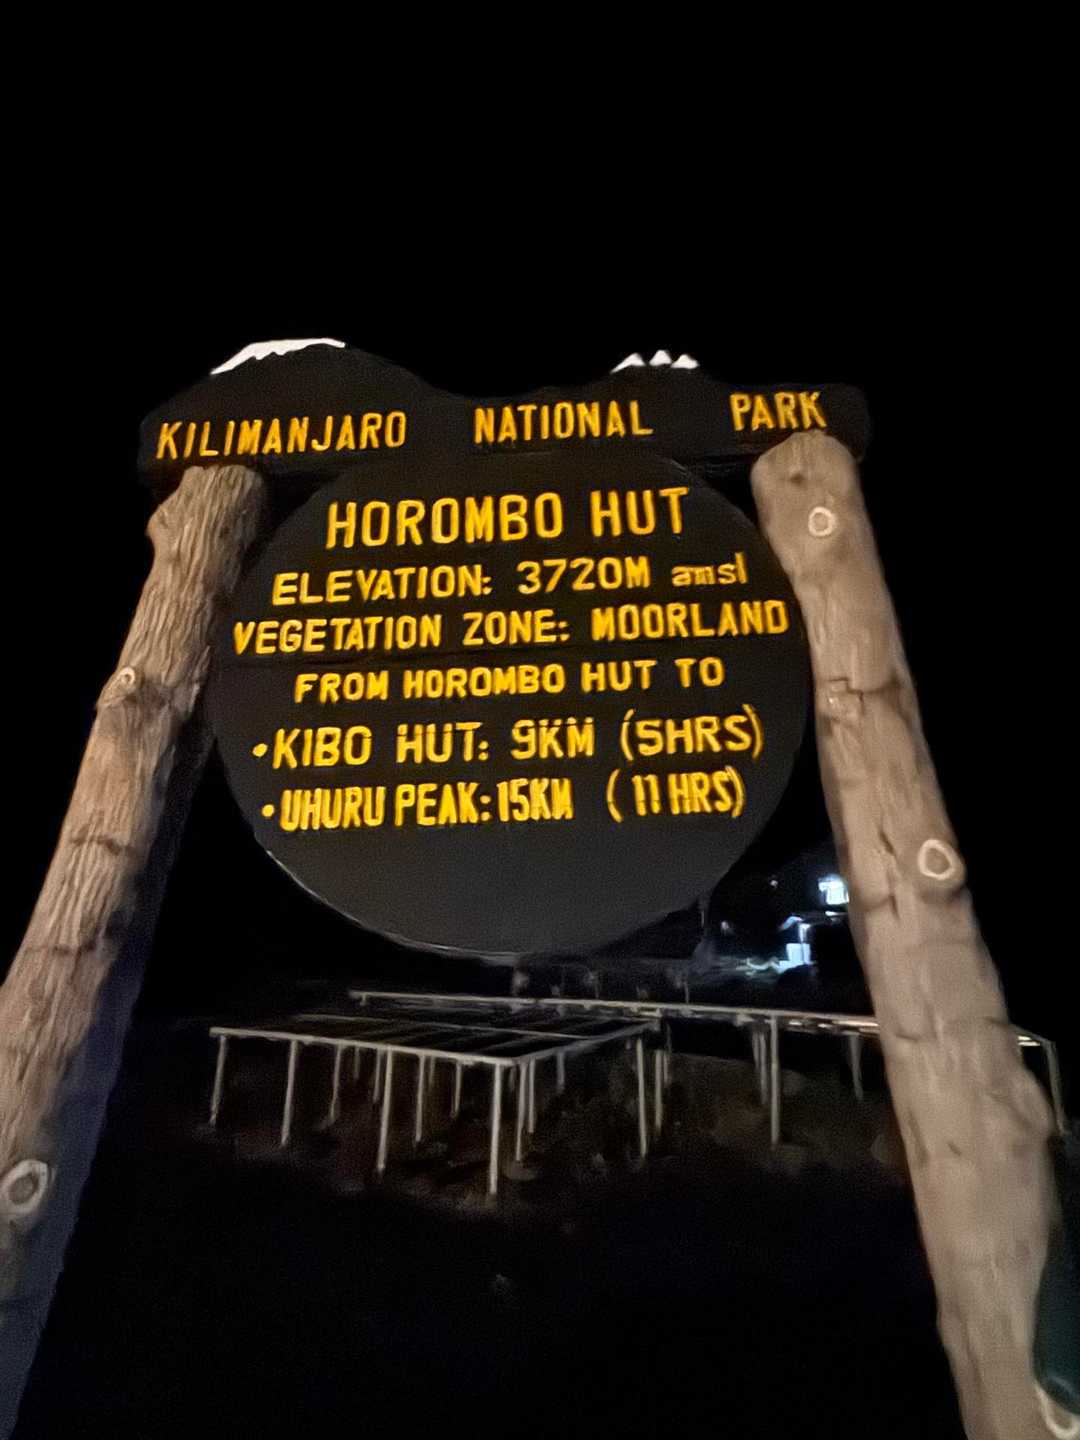 KILIMANJARO NATIONAL PARK
HOROMBO HUT
ELEVATION: 3720M amsl
VEGETATION ZONE: MOORLAND
FROM HOROMBO HUT TO
•KIBO HUT: 9KM (5HRS)
•UHURU PEAK: 15KM (11 HRS)